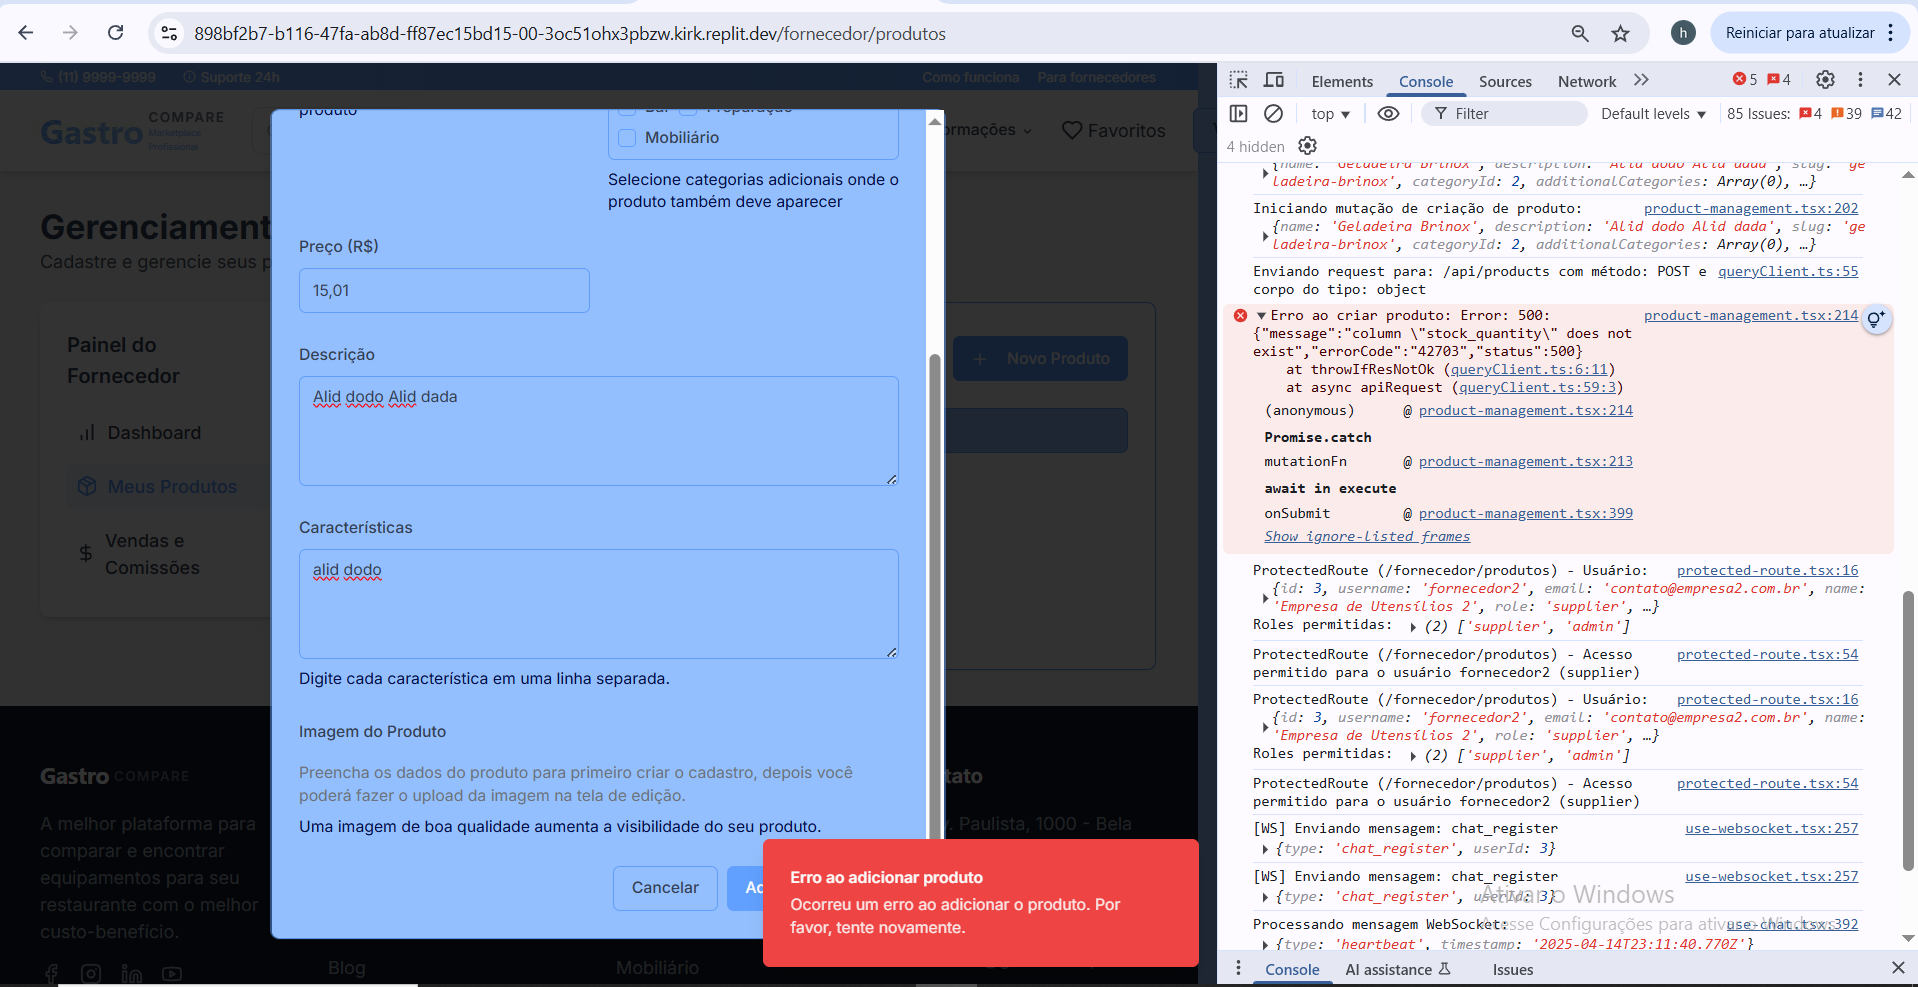 898bf2b7-b116-47fa-ab8d-ff87ec15bd15-00-3oc51ohx3pbzw.kirk.replit.dev/fornecedor/produtos
h
Reiniciar para atualizar
(11) 9999-9999
Suporte 24h
Como funciona
Para fornecedores
Gastro COMPARE
Marketplace
Profissional
Favoritos
Gerenciament
Cadastre e gerencie seus p
Painel do
Fornecedor
Dashboard
Meus Produtos
Vendas e
Comissões
Novo Produto
produto
Mobiliário
Selecione categorias adicionais onde o
produto também deve aparecer
Preço (R$)
15,01
Descrição
Alid dodo Alid dada
Características
alid dodo
Digite cada característica em uma linha separada.
Imagem do Produto
Preencha os dados do produto para primeiro criar o cadastro, depois você
poderá fazer o upload da imagem na tela de edição.
Uma imagem de boa qualidade aumenta a visibilidade do seu produto.
Cancelar
Ad
Erro ao adicionar produto
Ocorreu um erro ao adicionar o produto. Por
favor, tente novamente.
Gastro COMPARE
A melhor plataforma para
comparar e encontrar
equipamentos para seu
restaurante com o melhor
custo-benefício.
Blog
Mobiliário
tato
. Paulista, 1000 - Bela
Elements
Console
Sources
Network
5
4
top
Filter
Default levels
85 Issues:
4
39
42
4 hidden
{name: 'Geladeira Brinox', description: 'Alid dodo Alid dada', slug: 'ge
ladeira-brinox', categoryId: 2, additionalCategories: Array(0), …}
Iniciando mutação de criação de produto: product-management.tsx:202
{name: 'Geladeira Brinox', description: 'Alid dodo Alid dada', slug: 'ge
ladeira-brinox', categoryId: 2, additionalCategories: Array(0), …}
Enviando request para: /api/products com método: POST e queryClient.ts:55
corpo do tipo: object
Erro ao criar produto: Error: 500: product-management.tsx:214
{"message":"column \"stock_quantity\" does not
exist","errorCode":"42703","status":500}
at throwIfResNotOk (queryClient.ts:6:11)
at async apiRequest (queryClient.ts:59:3)
(anonymous) @ product-management.tsx:214
Promise.catch
mutationFn @ product-management.tsx:213
await in execute
onSubmit @ product-management.tsx:399
Show ignore-listed frames
ProtectedRoute (/fornecedor/produtos) - Usuário: protected-route.tsx:16
{id: 3, username: 'fornecedor2', email: 'contato@empresa2.com.br', name:
'Empresa de Utensílios 2', role: 'supplier', …}
Roles permitidas: (2) ['supplier', 'admin']
ProtectedRoute (/fornecedor/produtos) - Acesso protected-route.tsx:54
permitido para o usuário fornecedor2 (supplier)
ProtectedRoute (/fornecedor/produtos) - Usuário: protected-route.tsx:16
{id: 3, username: 'fornecedor2', email: 'contato@empresa2.com.br', name:
'Empresa de Utensílios 2', role: 'supplier', …}
Roles permitidas: (2) ['supplier', 'admin']
ProtectedRoute (/fornecedor/produtos) - Acesso protected-route.tsx:54
permitido para o usuário fornecedor2 (supplier)
[WS] Enviando mensagem: chat_register use-websocket.tsx:257
{type: 'chat_register', userId: 3}
[WS] Enviando mensagem: chat_register use-websocket.tsx:257
{type: 'chat_register', userId: 3}
Ativar o Windows
Acesse Configurações para ativar o Windows.
Processando mensagem WebSocket: use-chat.tsx:392
{type: 'heartbeat', timestamp: '2025-04-14T23:11:40.770Z'}
Console
AI assistance
Issues